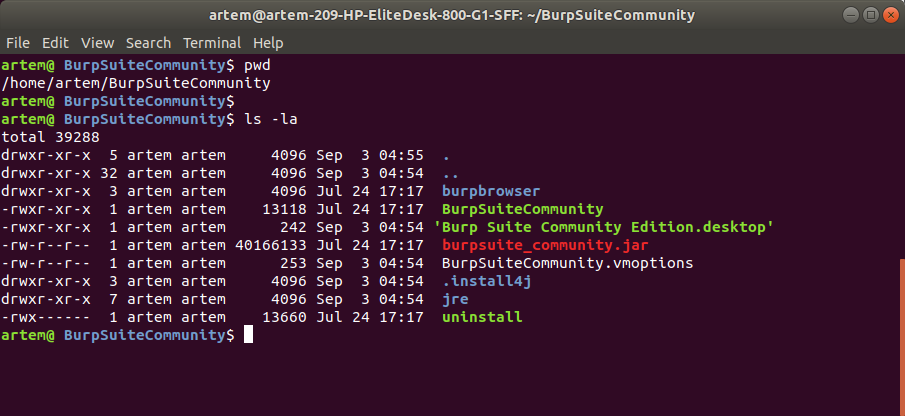 artem@artem-209-HP-EliteDesk-800-G1-SFF: ~/BurpSuiteCommunity
File Edit View Search Terminal Help
artem@ BurpSuiteCommunity$ pwd
/home/artem/BurpSuiteCommunity
artem@ BurpSuiteCommunity$
artem@ BurpSuiteCommunity$ ls -la
total 39288
drwxr-xr-x  5 artem artem     4096 Sep  3 04:55  .
drwxr-xr-x 32 artem artem     4096 Sep  3 04:54  ..
drwxr-xr-x  3 artem artem     4096 Jul 24 17:17  burpbrowser
-rwxr-xr-x  1 artem artem    13118 Jul 24 17:17  BurpSuiteCommunity
-rwxr-xr-x  1 artem artem      242 Sep  3 04:54 'Burp Suite Community Edition.desktop'
-rw-r--r--  1 artem artem 40166133 Jul 24 17:17  burpsuite_community.jar
-rw-r--r--  1 artem artem      253 Sep  3 04:54  BurpSuiteCommunity.vmoptions
drwxr-xr-x  3 artem artem     4096 Sep  3 04:54  .install4j
drwxr-xr-x  7 artem artem     4096 Sep  3 04:54  jre
-rwx------  1 artem artem    13660 Jul 24 17:17  uninstall
artem@ BurpSuiteCommunity$